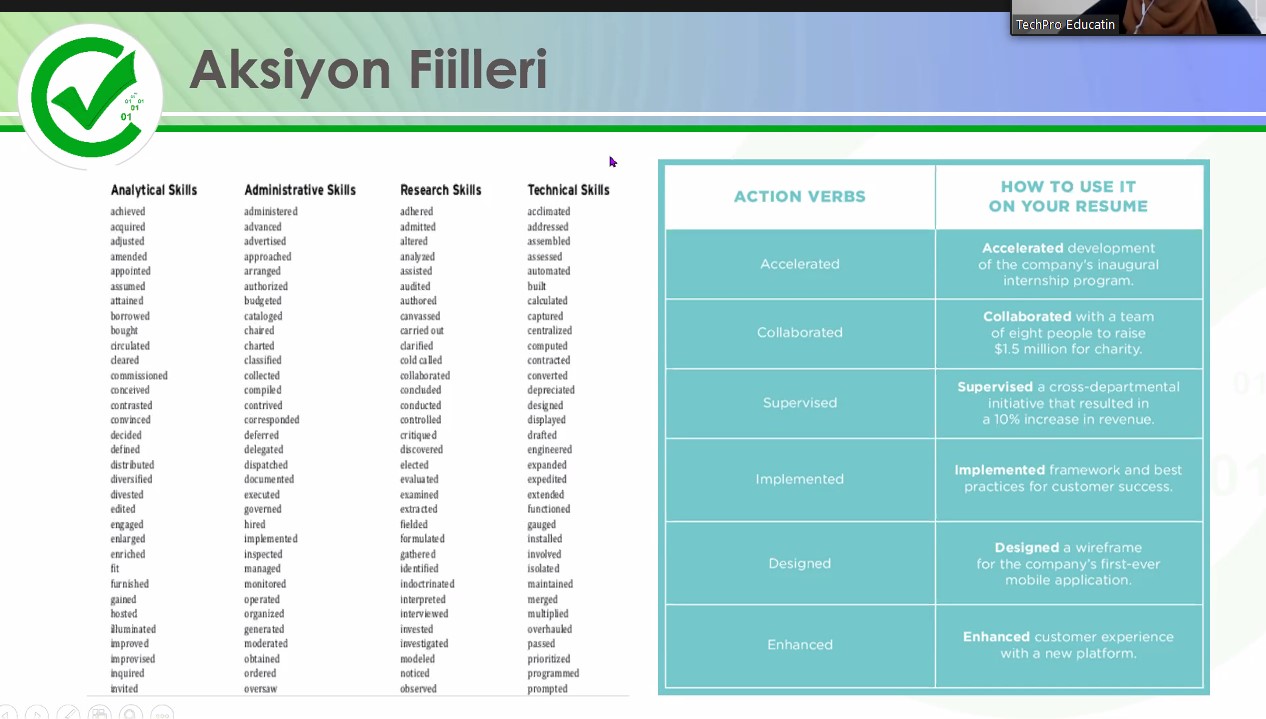 TechPro Educatin
Aksiyon Fiilleri
01 01
01
01
Analytical Skills
achieved
acquired
adjusted
amended
appointed
assumed
attained
borrowed
bought
circulated
cleared
commissioned
conceived
contrasted
convinced
decided
defined
distributed
diversified
divested
edited
engaged
enlarged
enriched
fit
furnished
gained
hosted
illuminated
improved
improvised
inquired
invited
Administrative Skills
administered
advanced
advertised
approached
arranged
authorized
budgeted
cataloged
chaired
charted
classified
collected
compiled
contrived
corresponded
deferred
delegated
dispatched
documented
executed
governed
hired
implemented
inspected
managed
monitored
operated
organized
generated
moderated
obtained
ordered
oversaw
Research Skills
adhered
admitted
altered
analyzed
assisted
audited
authored
canvassed
carried out
clarified
cold called
collaborated
concluded
conducted
controlled
critiqued
discovered
elected
evaluated
examined
extracted
fielded
formulated
gathered
identified
indoctrinated
interpreted
interviewed
invested
investigated
modeled
noticed
observed
Technical Skills
acclimated
addressed
assembled
assessed
automated
built
calculated
captured
centralized
computed
contracted
converted
depreciated
designed
displayed
drafted
engineered
expanded
expedited
extended
functioned
gauged
installed
involved
isolated
maintained
merged
multiplied
overhauled
passed
prioritized
programmed
prompted
ACTION VERBS
HOW TO USE IT
ON YOUR RESUME
Accelerated
Accelerated development
of the company's inaugural
internship program.
Collaborated
Collaborated with a team
of eight people to raise
$1.5 million for charity.
Supervised
Supervised a cross-departmental
initiative that resulted in
a 10% increase in revenue.
Implemented
Implemented framework and best
practices for customer success.
Designed
Designed a wireframe
for the company's first-ever
mobile application.
Enhanced
Enhanced customer experience
with a new platform.
01
01